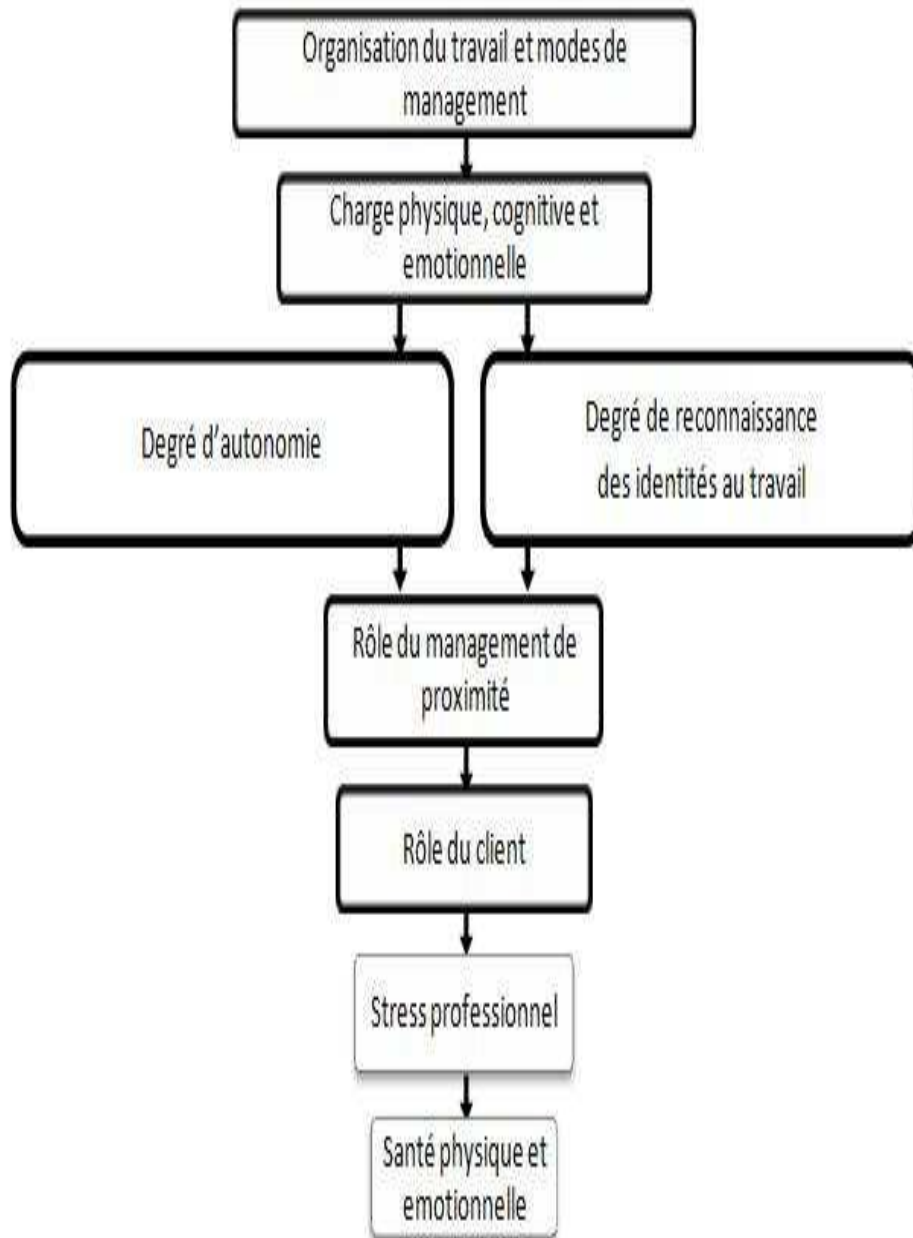 Organisation du travail et modes de
management
Charge physique, cognitive et
emotionnelle
Degré d'autonomie
Degré de reconnaissance
des identités au travail
Rôle du management de
proximité
Rôle du client
Stress professionnel
Santé physique et
emotionnelle